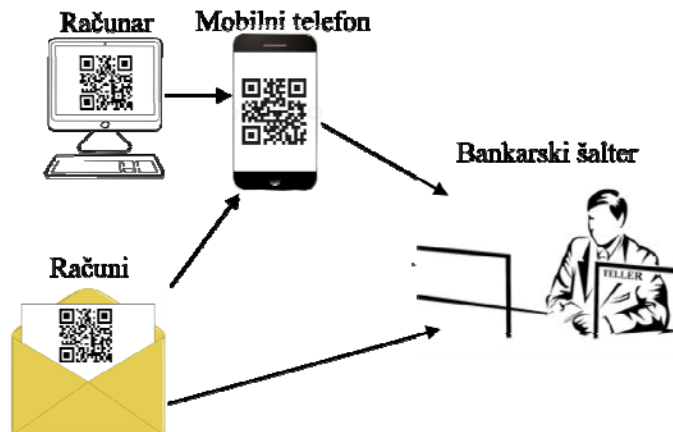 Računar
Mobilni telefon
Bankarski šalter
TELLER
Računi